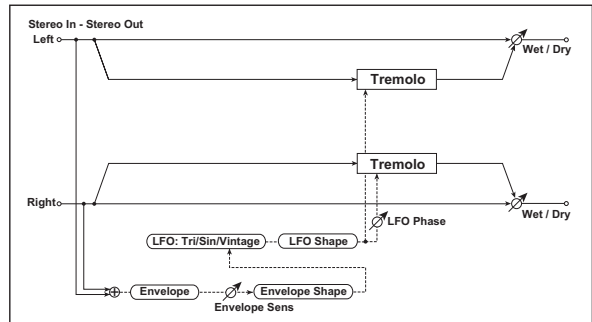 Stereo In - Stereo Out
Left
Wet / Dry
Tremolo
Tremolo
Right
Wet / Dry
LFO Phase
LFO: Tri/Sin/Vintage
LFO Shape
Envelope
Envelope Sens
Envelope Shape